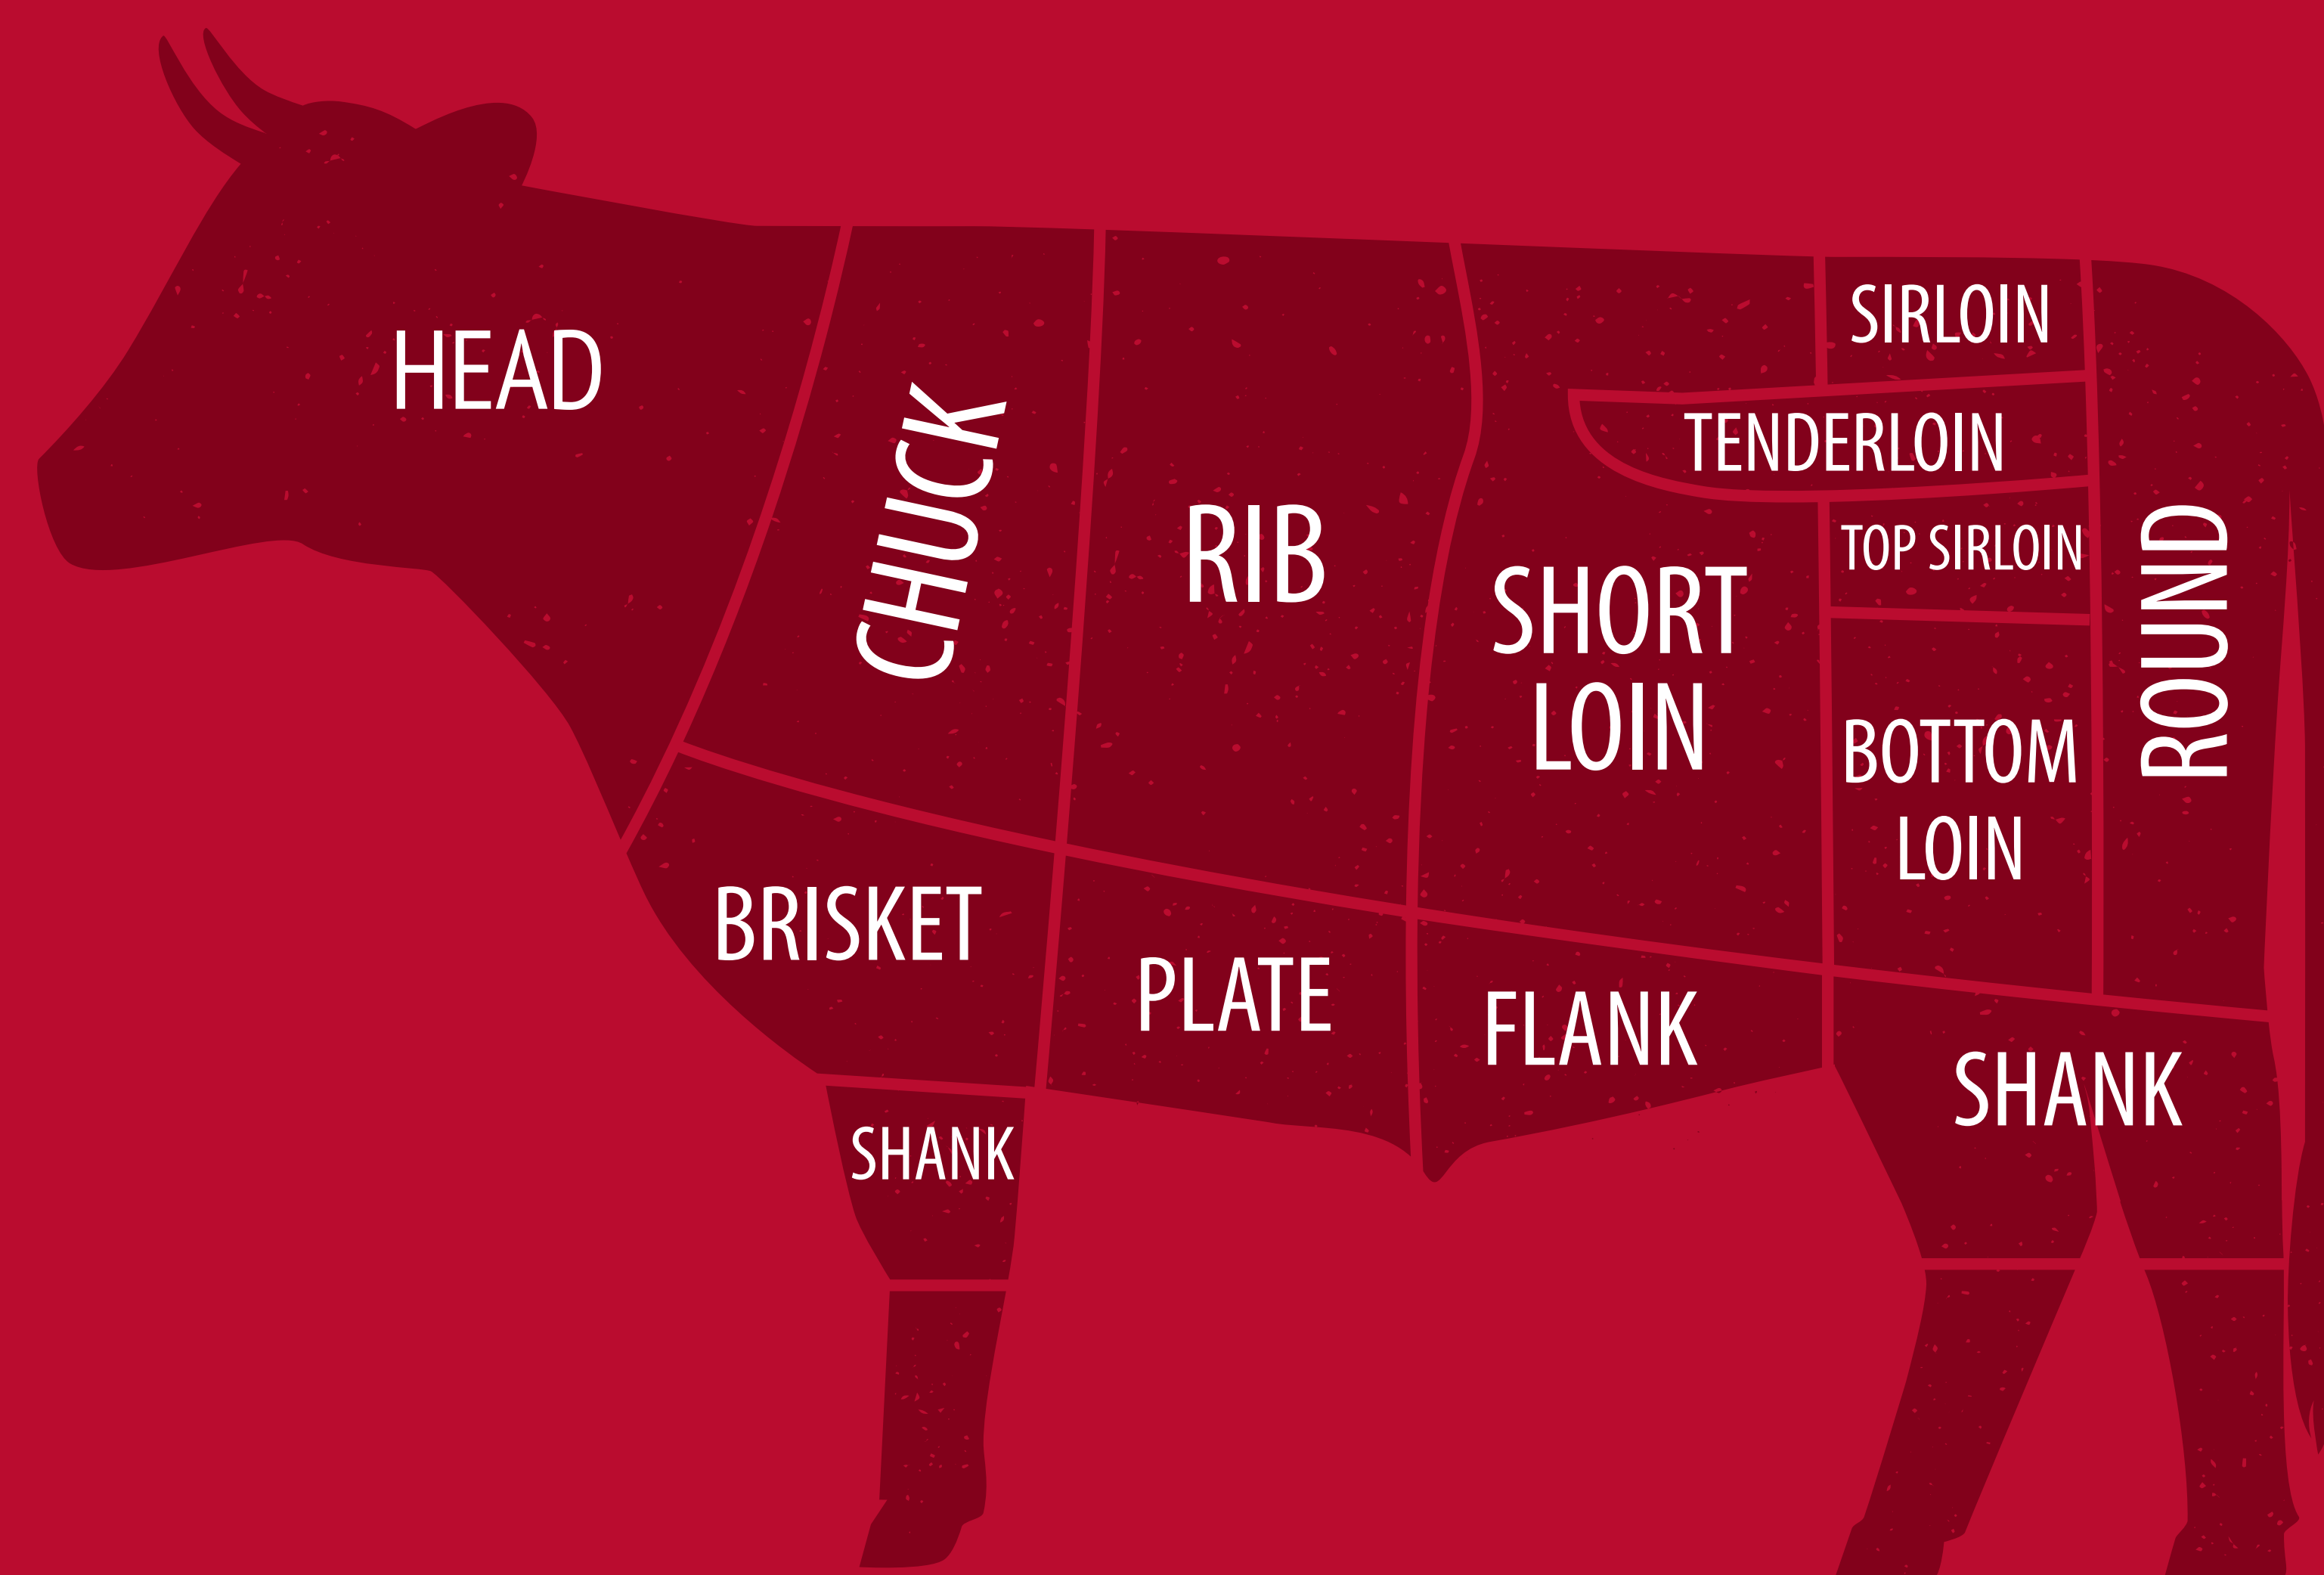 HEAD
CHUCK
RIB
SHORT
LOIN
SIRLOIN
TENDERLOIN
TOP SIRLOIN
BOTTOM
LOIN
ROUND
BRISKET
PLATE
FLANK
SHANK
SHANK